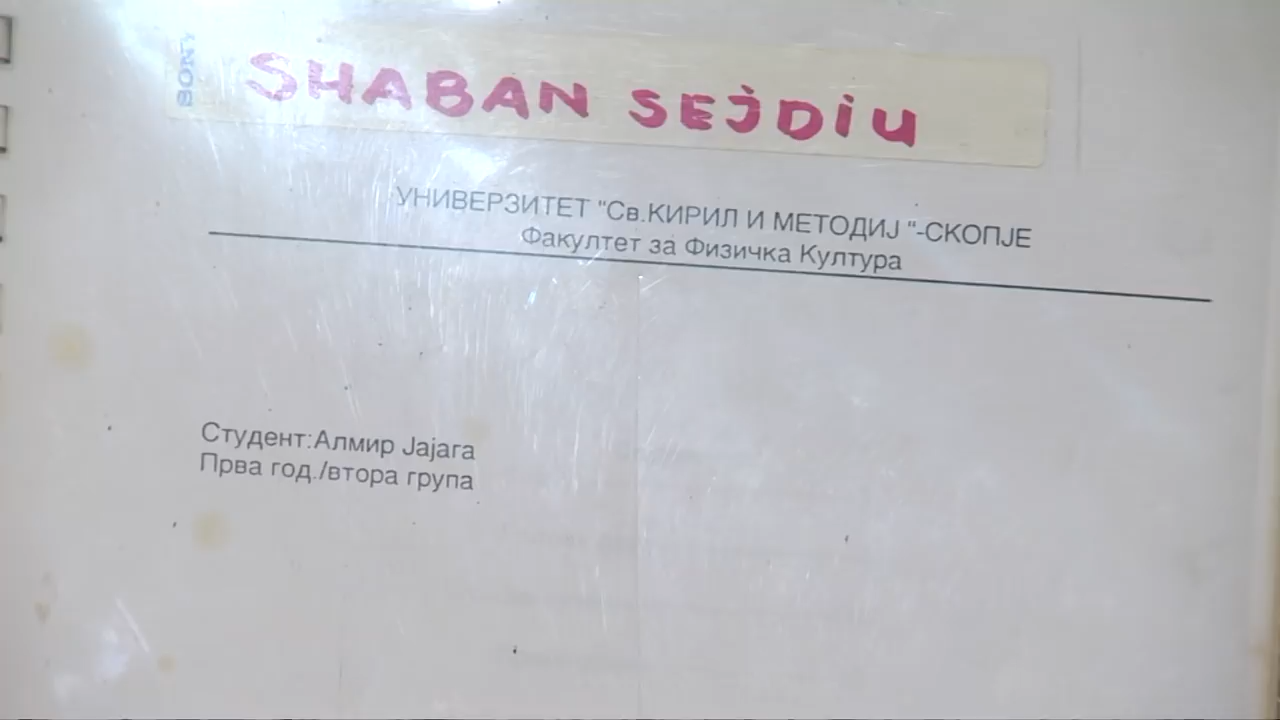 SONY
SHABAN SEJDIU
УНИВЕРЗИТЕТ "Св.КИРИЛ И МЕТОДИЈ "-СКОПЈЕ
Факултет за Физичка Култура
Студент:Алмир Јајага
Прва год./втора група